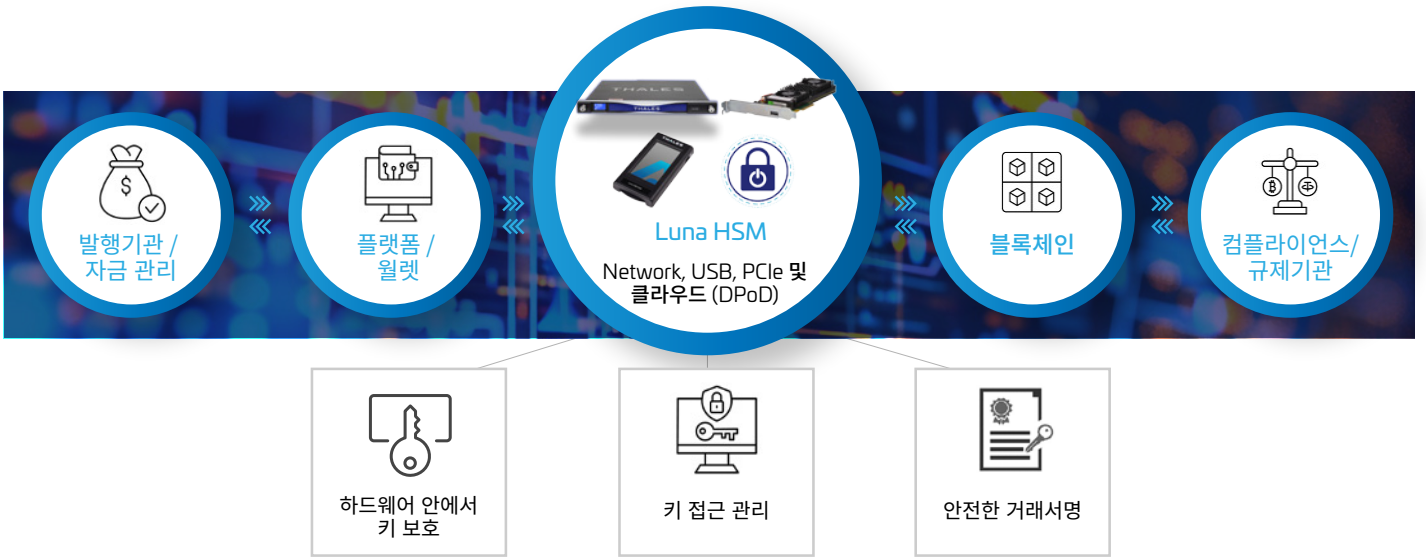 THALES
THALES
THALES
$
발행기관 /
자금 관리
플랫폼 /
월렛
Luna HSM
Network, USB, PCIe 및
클라우드 (DPoD)
블록체인
컴플라이언스/
규제기관
하드웨어 안에서
키 보호
키 접근 관리
안전한 거래서명